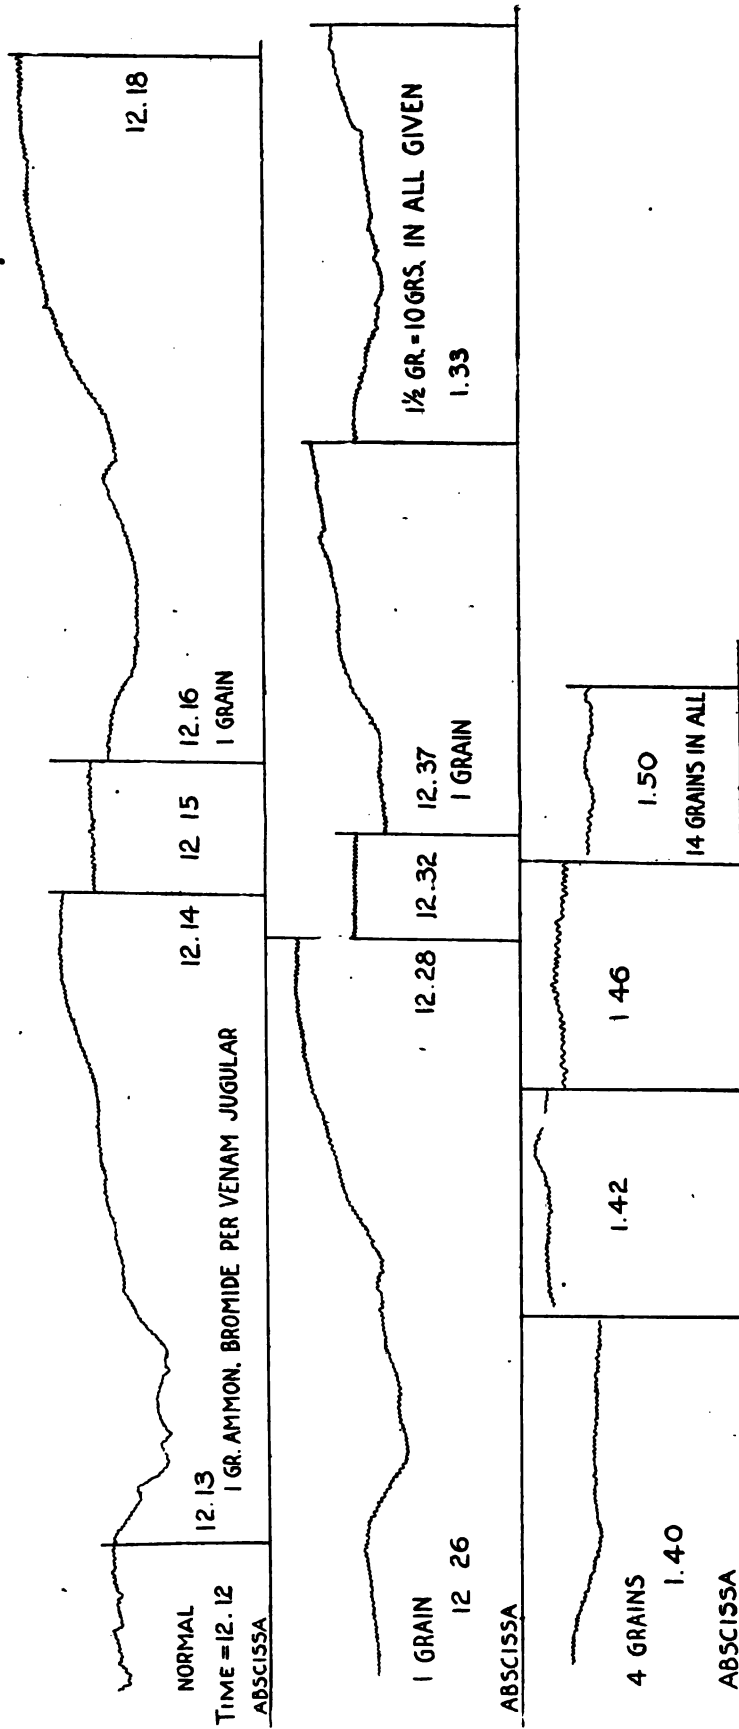 NORMAL
TIME = 12.12
ABSCISSA
12.13
1 GR. AMMON. BROMIDE PER VENAM JUGULAR
12.14
12 15
12.16
1 GRAIN
12.18
1 GRAIN
12 26
ABSCISSA
12.28
12.32
12.37
1 GRAIN
1½ GR. = 10 GRS. IN ALL GIVEN
1.33
4 GRAINS
1.40
ABSCISSA
1.42
1 46
1.50
14 GRAINS IN ALL